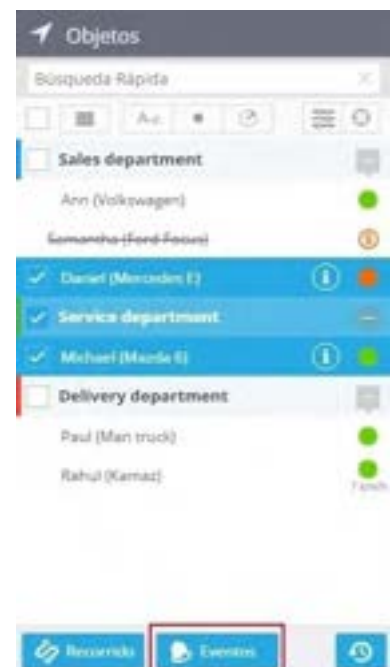 Objetos
Búsqueda Rápida
Sales department
Ann (Volkswagen)
Samantha (Ford Focus)
Daniel (Mercedes E)
Service department
Michael (Mazda 6)
Delivery department
Paul (Man truck)
Rahul (Kamaz)
Recorrido
Eventos